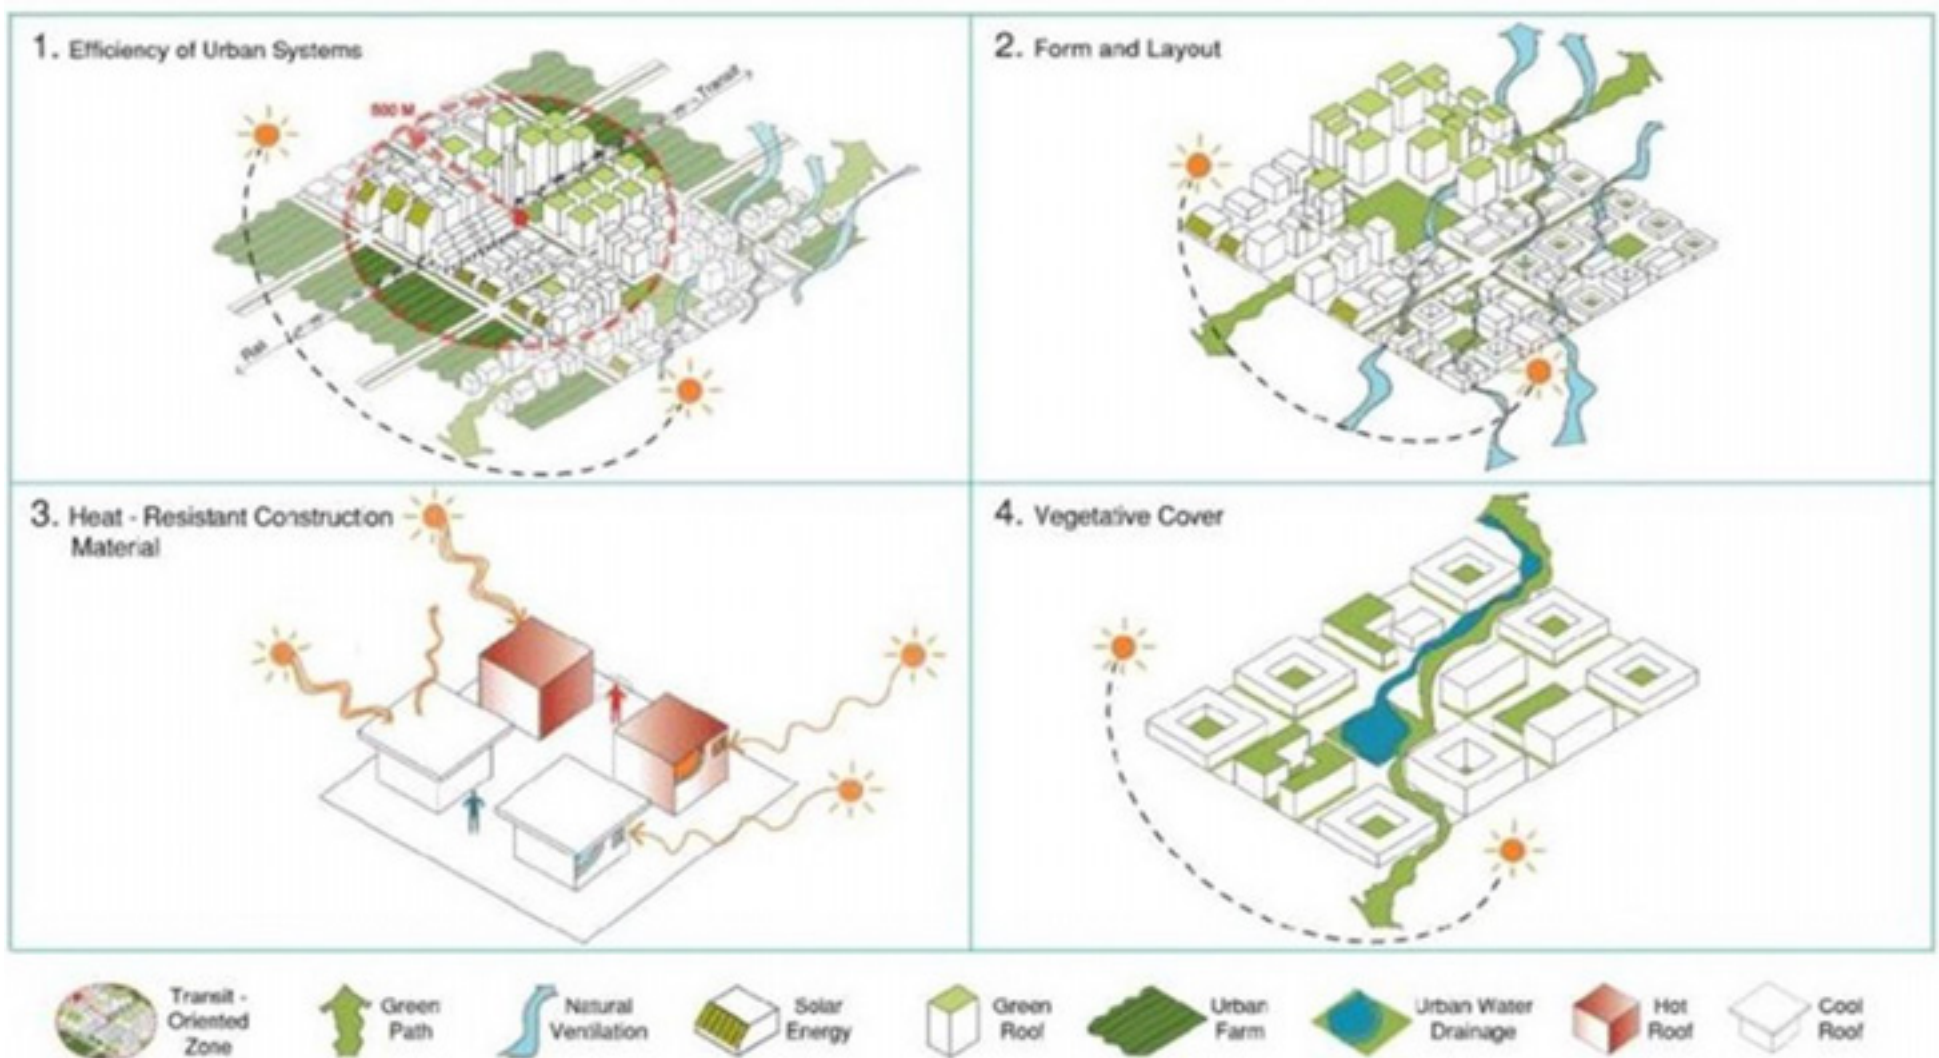 1. Efficiency of Urban Systems
500 M
Transit
Rail
2. Form and Layout
3. Heat - Resistant Construction
Material
4. Vegetative Cover
Transit -
Oriented
Zone
Green
Path
Natural
Ventilation
Solar
Energy
Green
Roof
Urban
Farm
Urban Water
Drainage
Hot
Roof
Cool
Roof